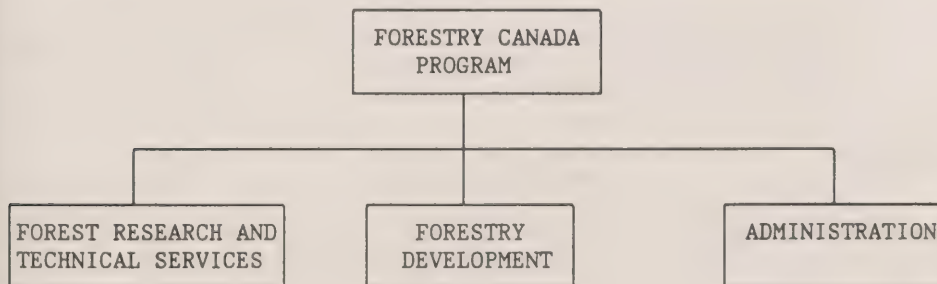 FORESTRY CANADA
PROGRAM
FOREST RESEARCH AND
TECHNICAL SERVICES
FORESTRY
DEVELOPMENT
ADMINISTRATION